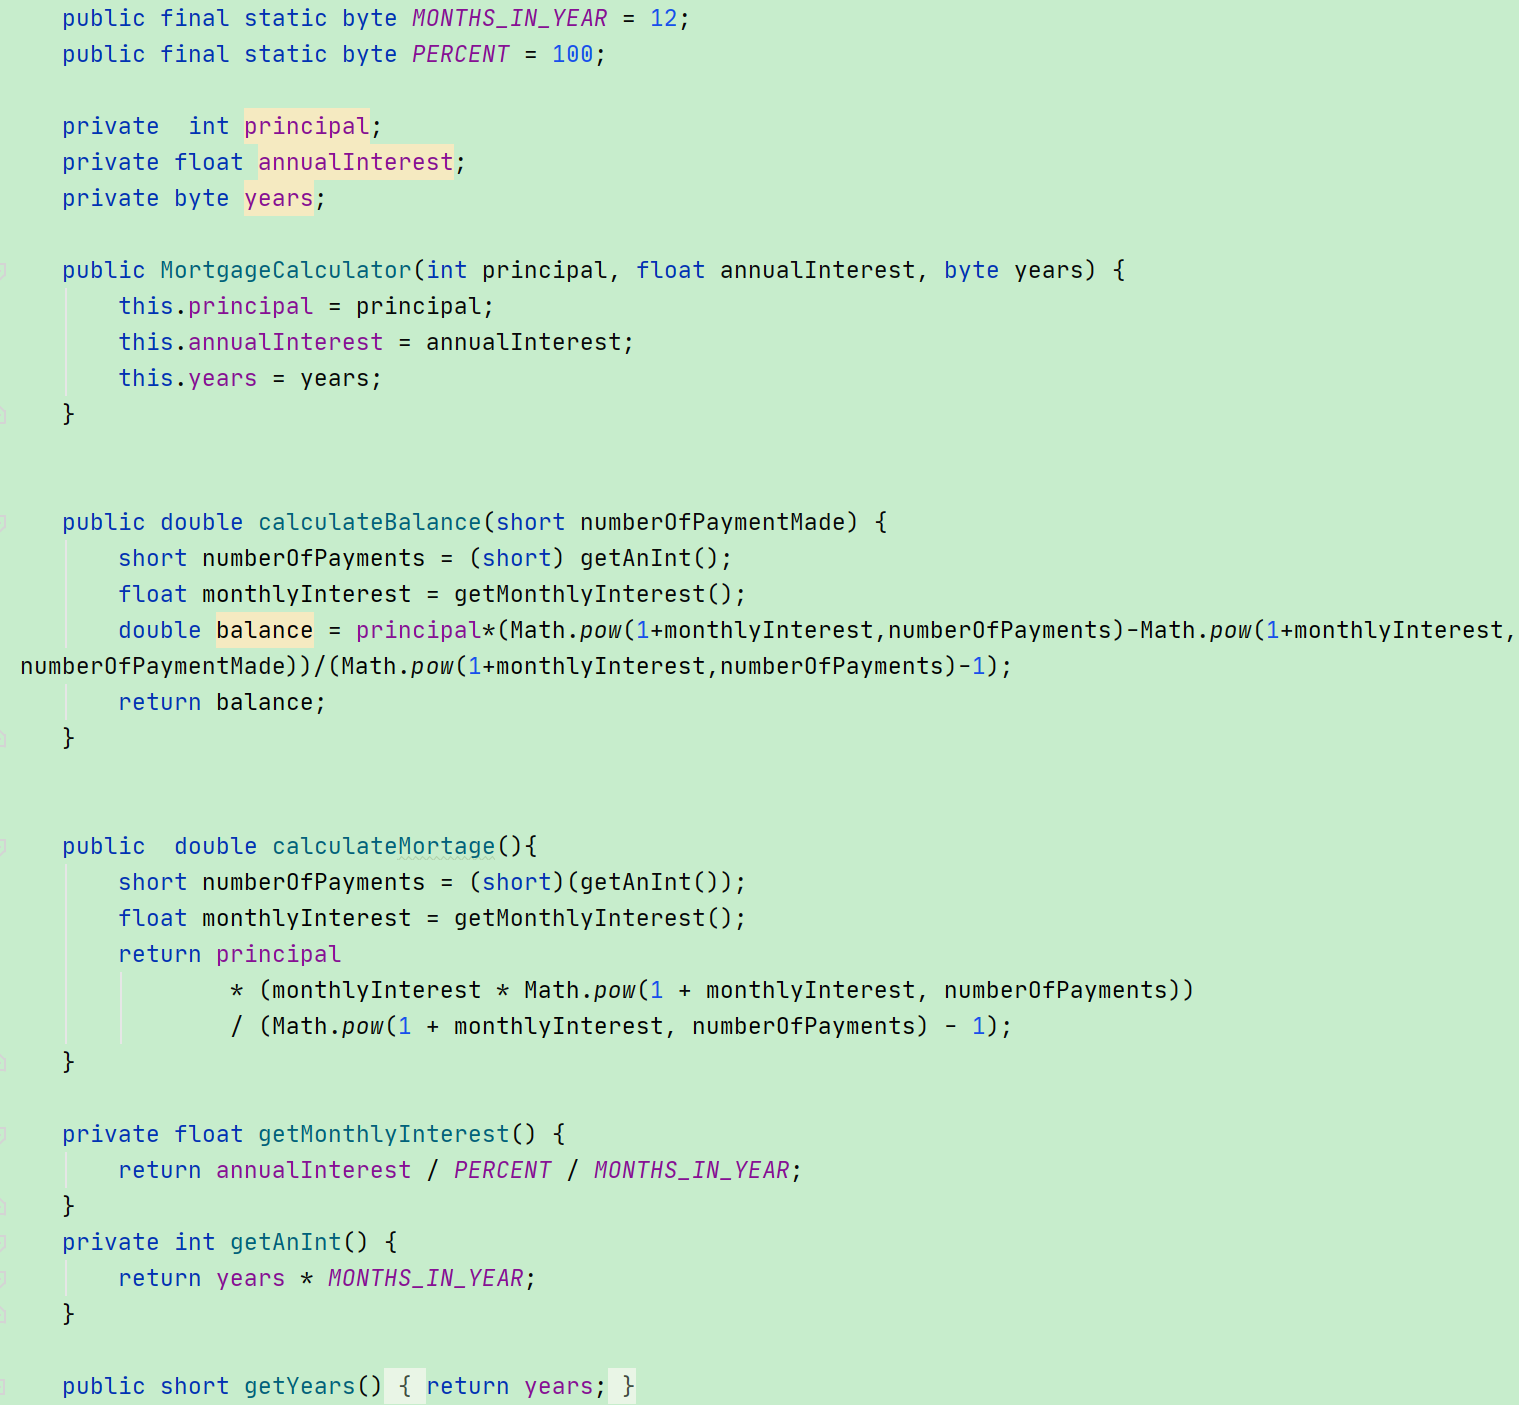 public final static byte MONTHS_IN_YEAR = 12;
public final static byte PERCENT = 100;
private  int principal;
private float annualInterest;
private byte years;
public MortgageCalculator(int principal, float annualInterest, byte years) {
this.principal = principal;
this.annualInterest = annualInterest;
this.years = years;
}
public double calculateBalance(short numberOfPaymentMade) {
short numberOfPayments = (short) getAnInt();
float monthlyInterest = getMonthlyInterest();
double balance = principal*(Math.pow(1+monthlyInterest,numberOfPayments)-Math.pow(1+monthlyInterest,
numberOfPaymentMade))/(Math.pow(1+monthlyInterest,numberOfPayments)-1);
return balance;
}
public  double calculateMortage(){
short numberOfPayments = (short)(getAnInt());
float monthlyInterest = getMonthlyInterest();
return principal
* (monthlyInterest * Math.pow(1 + monthlyInterest, numberOfPayments))
/ (Math.pow(1 + monthlyInterest, numberOfPayments) - 1);
}
private float getMonthlyInterest() {
return annualInterest / PERCENT / MONTHS_IN_YEAR;
}
private int getAnInt() {
return years * MONTHS_IN_YEAR;
}
public short getYears() { return years; }